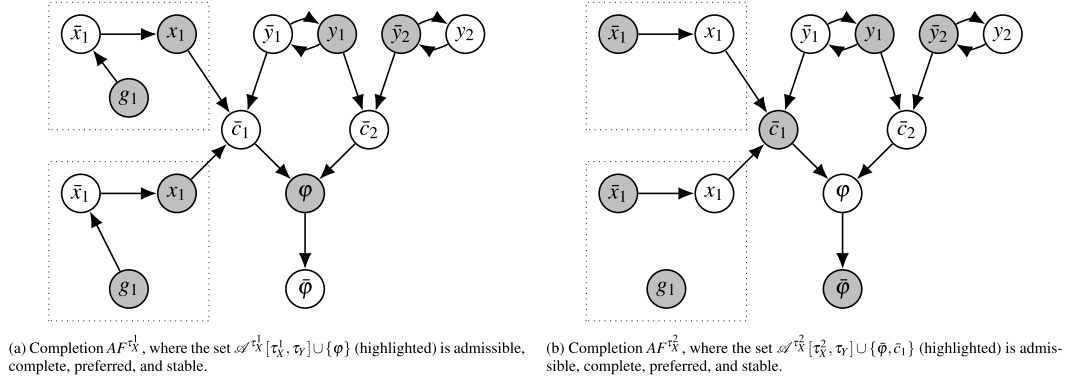 x̄₁ x₁ ȳ₁ y₁ ȳ₂ y₂
g₁
c̄₁ c̄₂
x̄₁ x₁ φ
g₁ φ̄
(a) Completion AF^{τ_X^1}, where the set 𝒜^{τ_X^1}[τ_X^1, τ_Y] ∪ {φ} (highlighted) is admissible,
complete, preferred, and stable.
x̄₁ x₁ ȳ₁ y₁ ȳ₂ y₂
c̄₁ c̄₂
x̄₁ x₁ φ
g₁ φ̄
(b) Completion AF^{τ_X^2}, where the set 𝒜^{τ_X^2}[τ_X^2, τ_Y] ∪ {φ̄, c̄₁} (highlighted) is admis-
sible, complete, preferred, and stable.